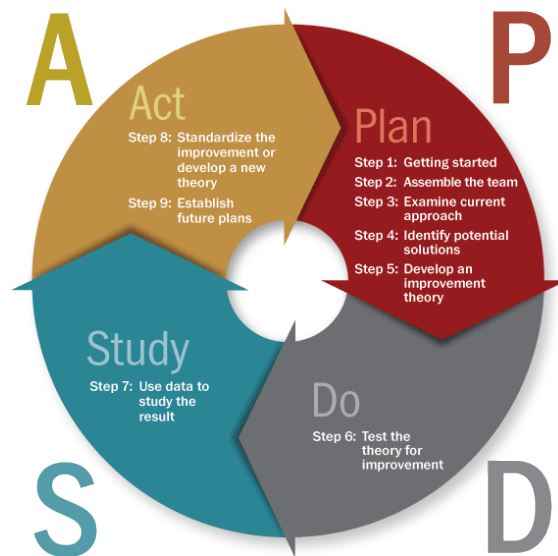 A
P
Act
Step 8: Standardize the
improvement or
develop a new
theory
Step 9: Establish
future plans
Plan
Step 1: Getting started
Step 2: Assemble the team
Step 3: Examine current
approach
Step 4: Identify potential
solutions
Step 5: Develop an
improvement
theory
Study
Step 7: Use data to
study the
result
Do
Step 6: Test the
theory for
improvement
S
D